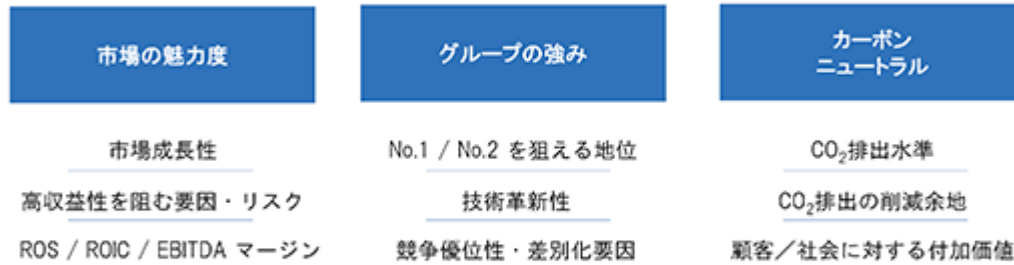 市場の魅力度
市場成長性
高収益性を阻む要因・リスク
ROS / ROIC / EBITDA マージン
グループの強み
No.1 / No.2 を狙える地位
技術革新性
競争優位性・差別化要因
カーボン
ニュートラル
CO₂排出水準
CO₂排出の削減余地
顧客／社会に対する付加価値